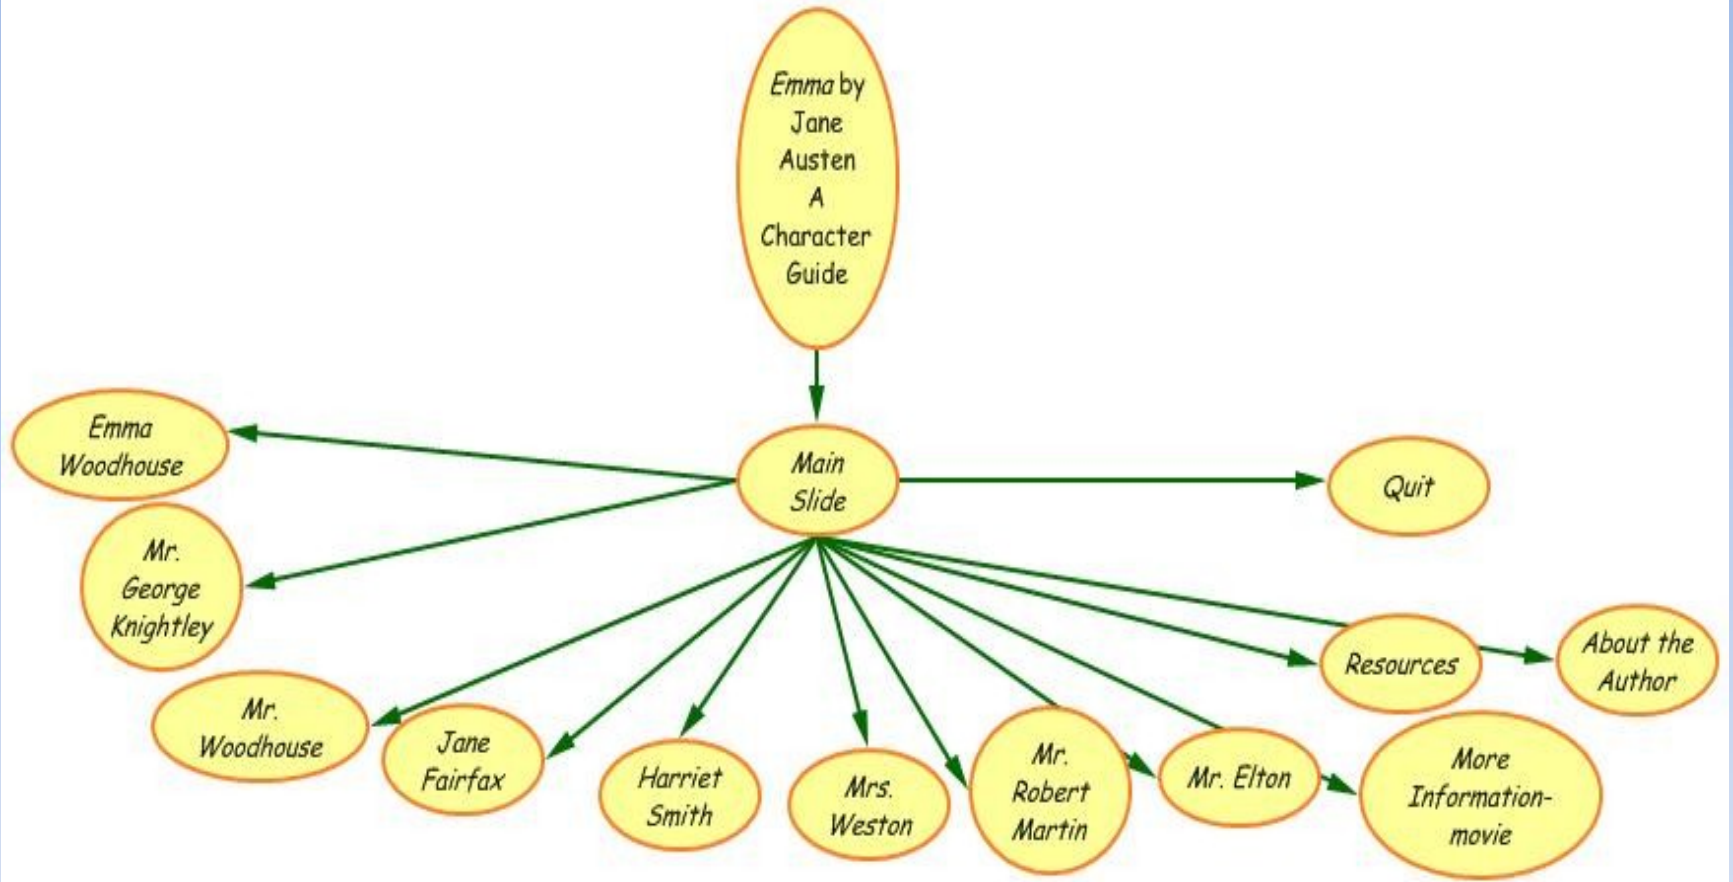 Emma by
Jane
Austen
A
Character
Guide
Emma
Woodhouse
Main
Slide
Quit
Mr.
George
Knightley
Mr.
Woodhouse
Jane
Fairfax
Harriet
Smith
Mrs.
Weston
Mr.
Robert
Martin
Mr. Elton
More
Information-
movie
Resources
About the
Author